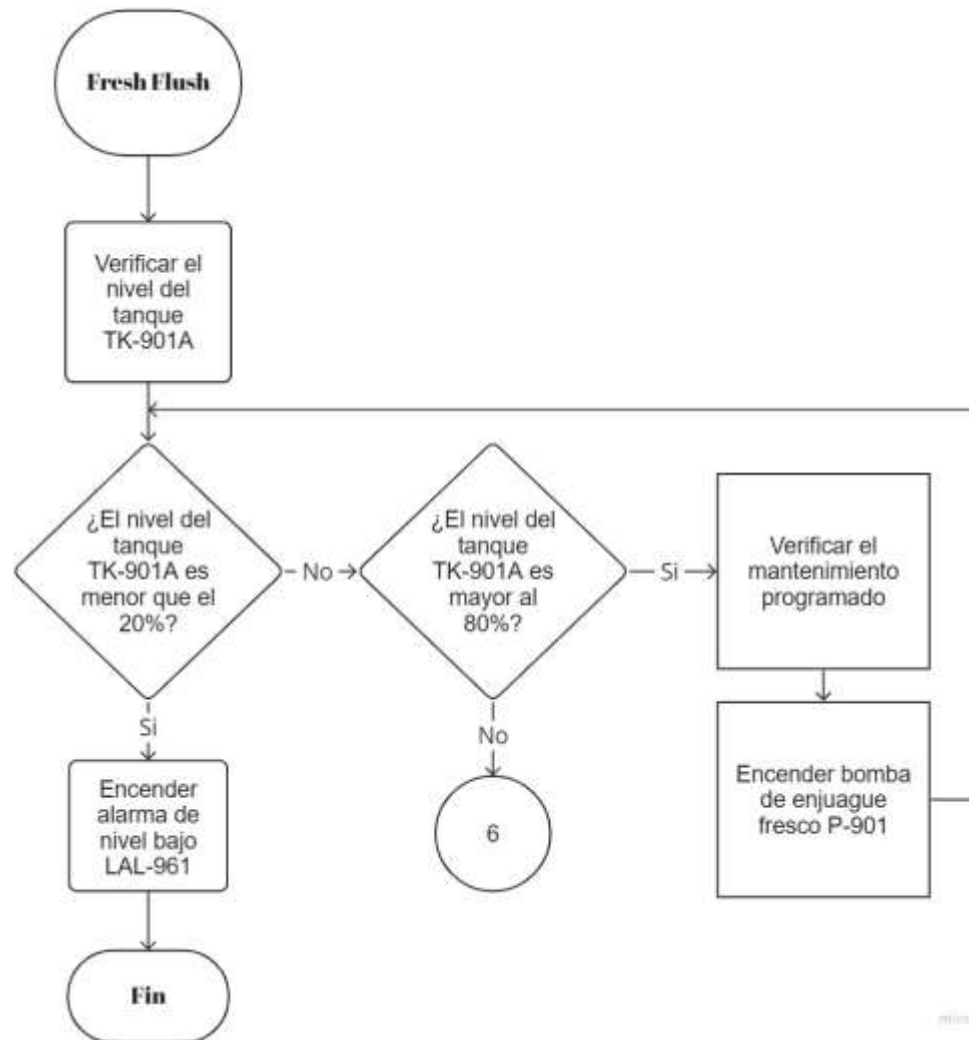 Fresh Flush
Verificar el
nivel del
tanque
TK-901A
¿El nivel del
tanque
TK-901A es
menor que el
20%?
No
¿El nivel del
tanque
TK-901A es
mayor al
80%?
Si
Verificar el
mantenimiento
programado
Si
No
Encender
alarma de
nivel bajo
LAL-961
6
Encender bomba
de enjuague
fresco P-901
Fin
miro